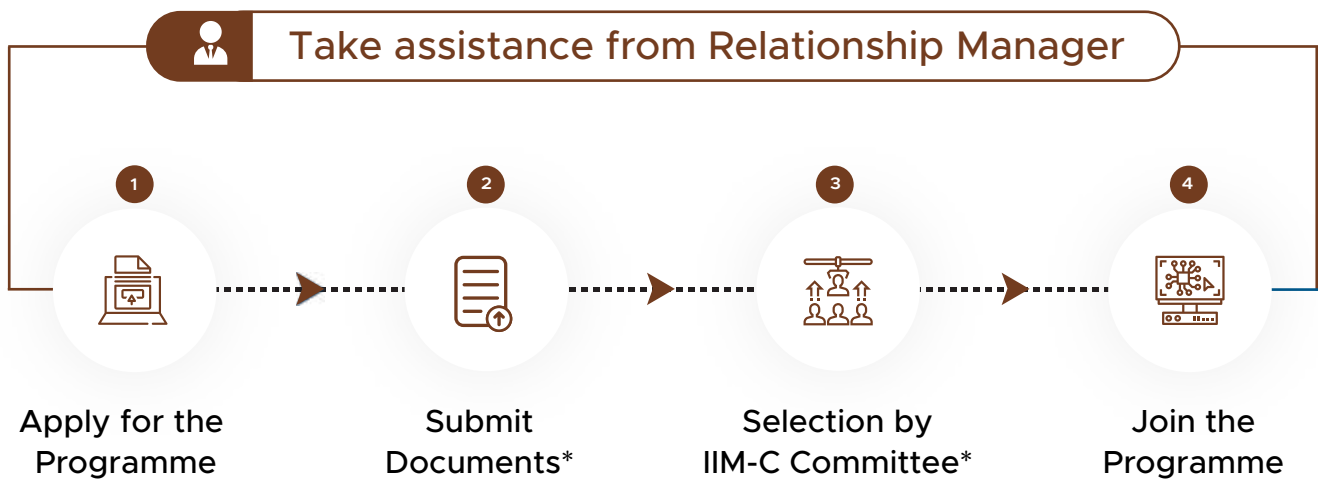 Take assistance from Relationship Manager
1
2
3
4
Apply for the
Programme
Submit
Documents*
Selection by
IIM-C Committee*
Join the
Programme